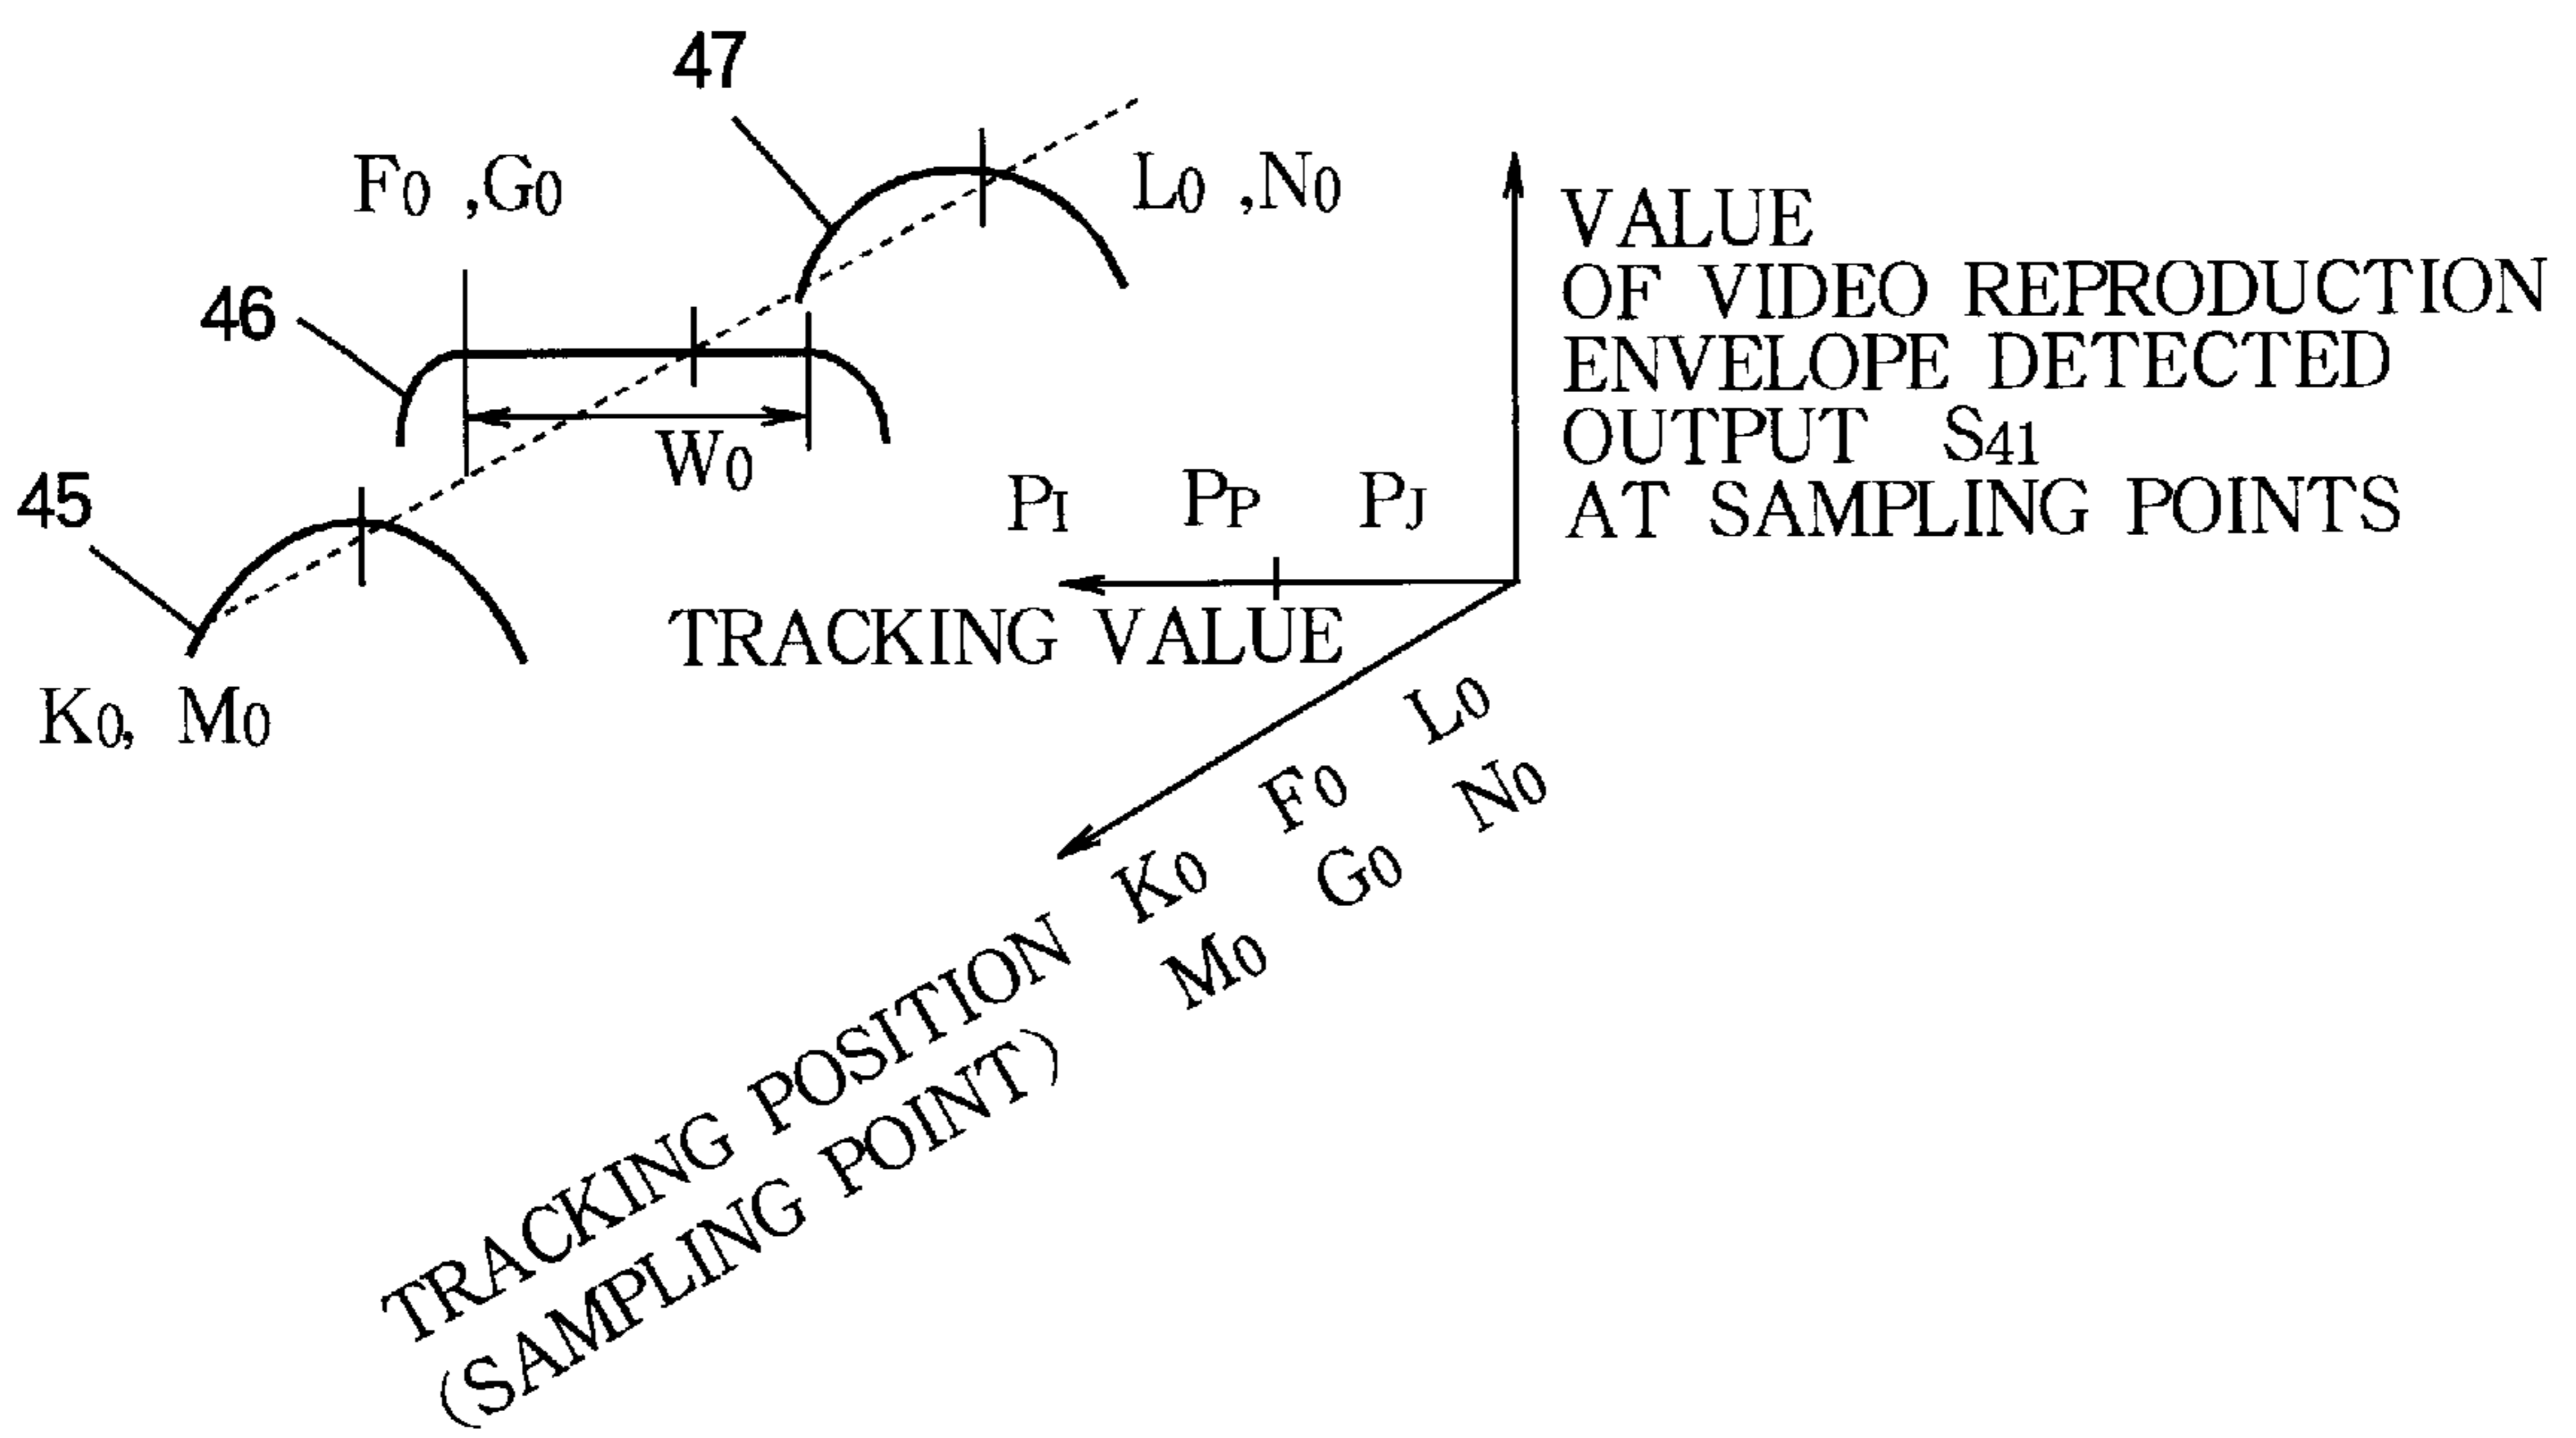 47
F0 ,G0
L0 ,N0
46
W0
45
K0, M0
VALUE
OF VIDEO REPRODUCTION
ENVELOPE DETECTED
OUTPUT S41
AT SAMPLING POINTS
PI PP PJ
TRACKING VALUE
L0
F0
K0
N0
G0
M0
TRACKING POSITION
(SAMPLING POINT)